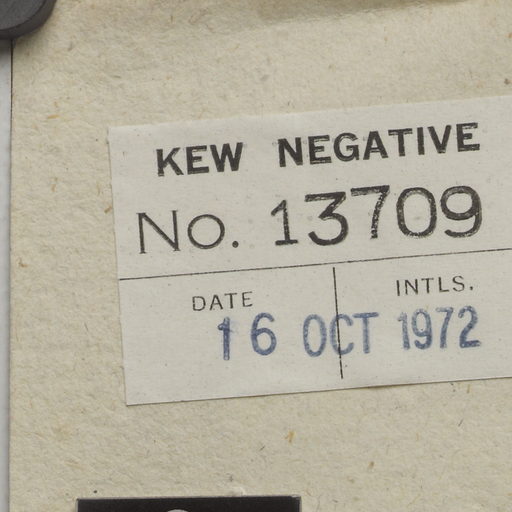 KEW NEGATIVE
No. 13709
DATE INTLS.
16 OCT 1972